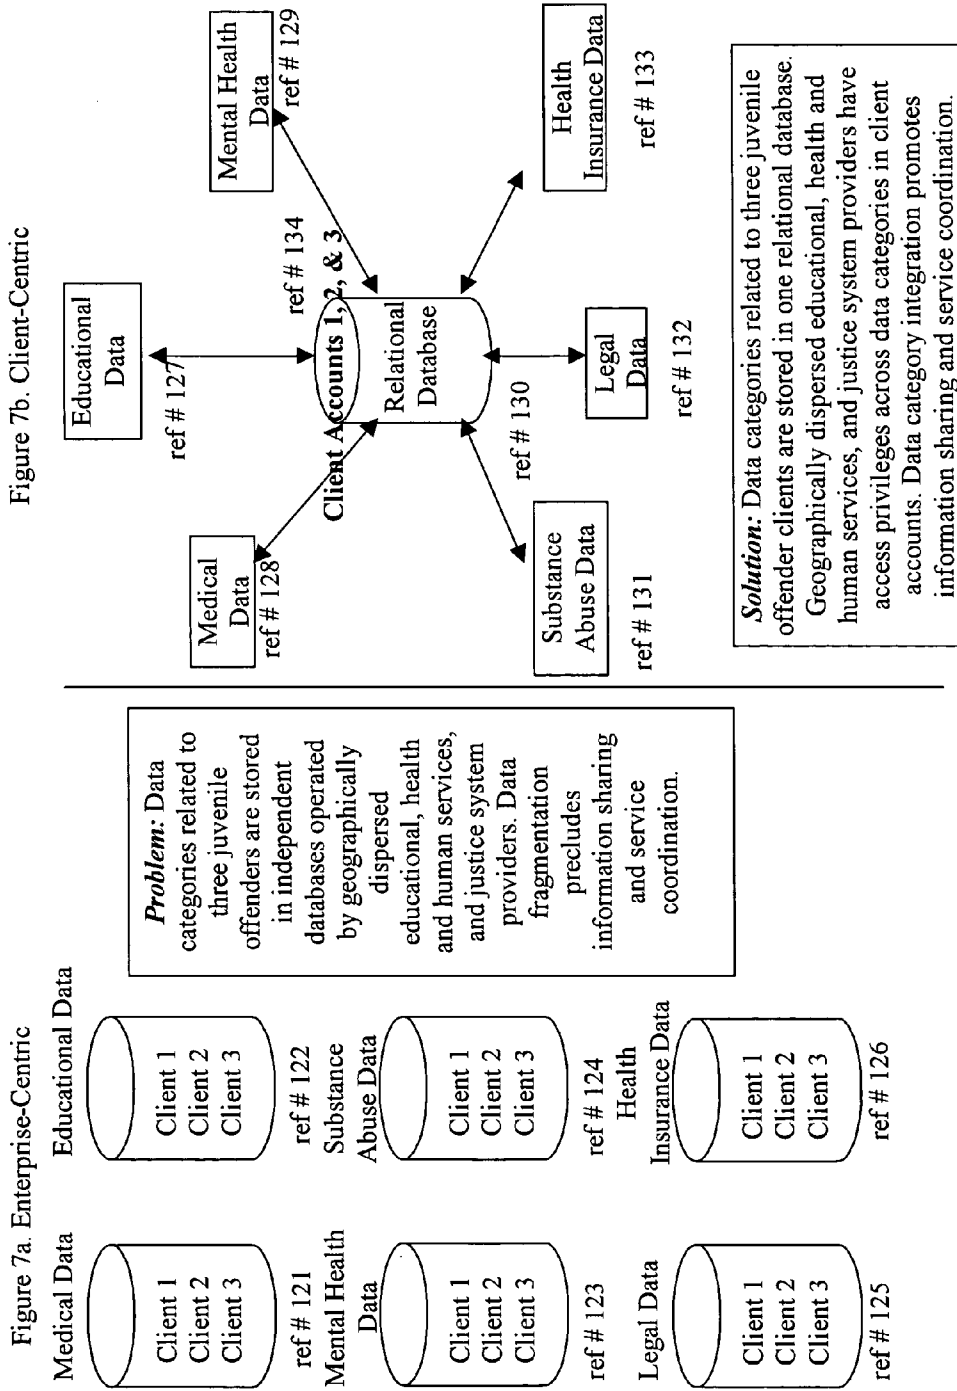 Figure 7a. Enterprise-Centric
Medical Data
Client 1
Client 2
Client 3
ref # 121
Educational Data
Client 1
Client 2
Client 3
ref # 122
Mental Health
Data
Client 1
Client 2
Client 3
ref # 123
Substance
Abuse Data
Client 1
Client 2
Client 3
ref # 124
Legal Data
Client 1
Client 2
Client 3
ref # 125
Health
Insurance Data
Client 1
Client 2
Client 3
ref # 126
Problem: Data
categories related to
three juvenile
offenders are stored
in independent
databases operated
by geographically
dispersed
educational, health
and human services,
and justice system
providers. Data
fragmentation
precludes
information sharing
and service
coordination.
Figure 7b. Client-Centric
Educational
Data
ref # 127
Medical
Data
ref # 128
Mental Health
Data
ref # 129
ref # 134
Client Accounts 1, 2, & 3
Relational
Database
ref # 130
Substance
Abuse Data
ref # 131
Legal
Data
ref # 132
Health
Insurance Data
ref # 133
Solution: Data categories related to three juvenile
offender clients are stored in one relational database.
Geographically dispersed educational, health and
human services, and justice system providers have
access privileges across data categories in client
accounts. Data category integration promotes
information sharing and service coordination.